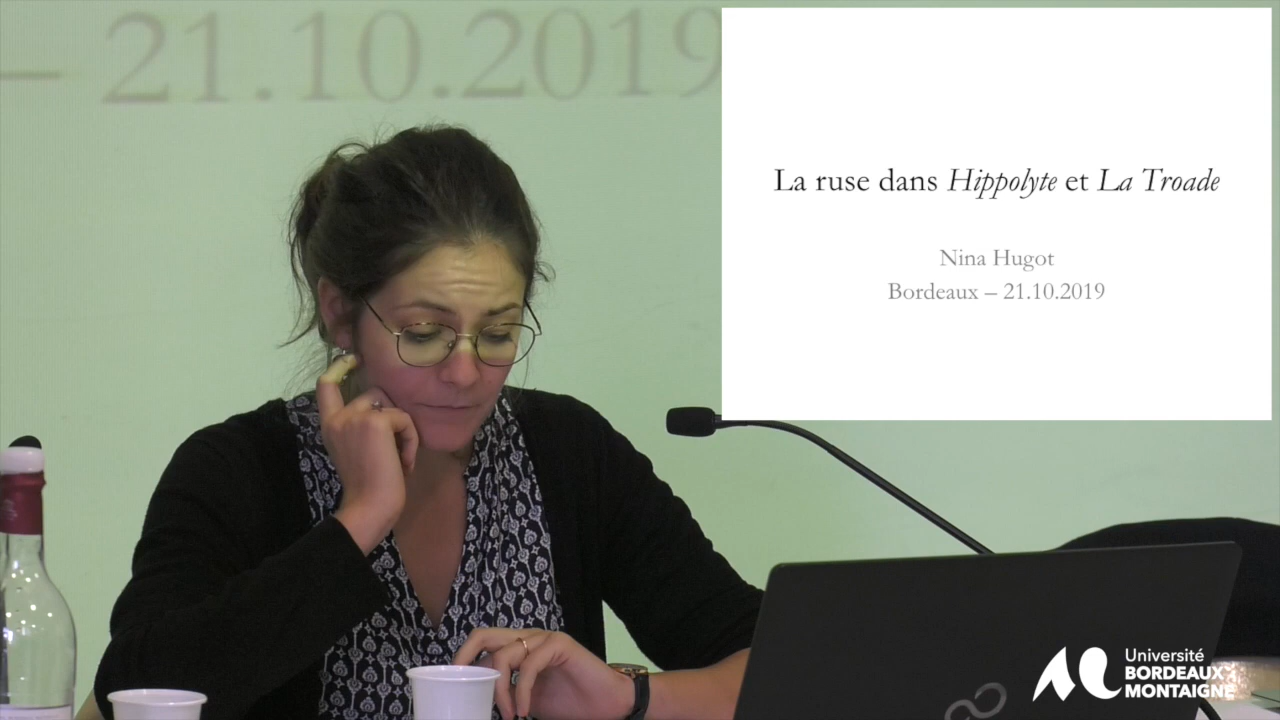 – 21.10.2019
La ruse dans Hippolyte et La Troade
Nina Hugot
Bordeaux – 21.10.2019
Université
BORDEAUX
MONTAIGNE